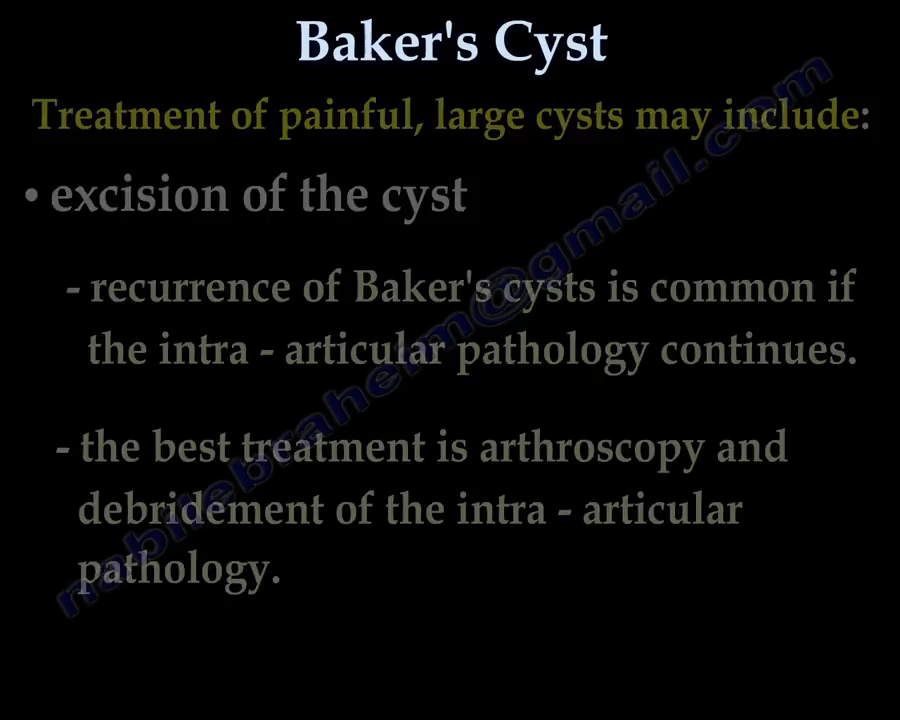 Baker's Cyst
Treatment of painful, large cysts may include:
• excision of the cyst
- recurrence of Baker's cysts is common if
the intra - articular pathology continues.
- the best treatment is arthroscopy and
debridement of the intra - articular
pathology.
nabilebraheim@gmail.com